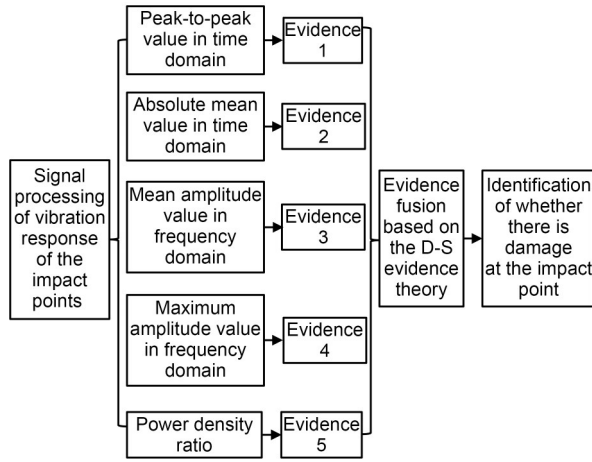 Peak-to-peak
value in time
domain
Evidence
1
Absolute mean
value in time
domain
Evidence
2
Signal
processing
of vibration
response
of the
impact
points
Mean amplitude
value in
frequency
domain
Evidence
3
Evidence
fusion
based on
the D-S
evidence
theory
Identification
of whether
there is
damage
at the impact
point
Maximum
amplitude value
in frequency
domain
Evidence
4
Power density
ratio
Evidence
5